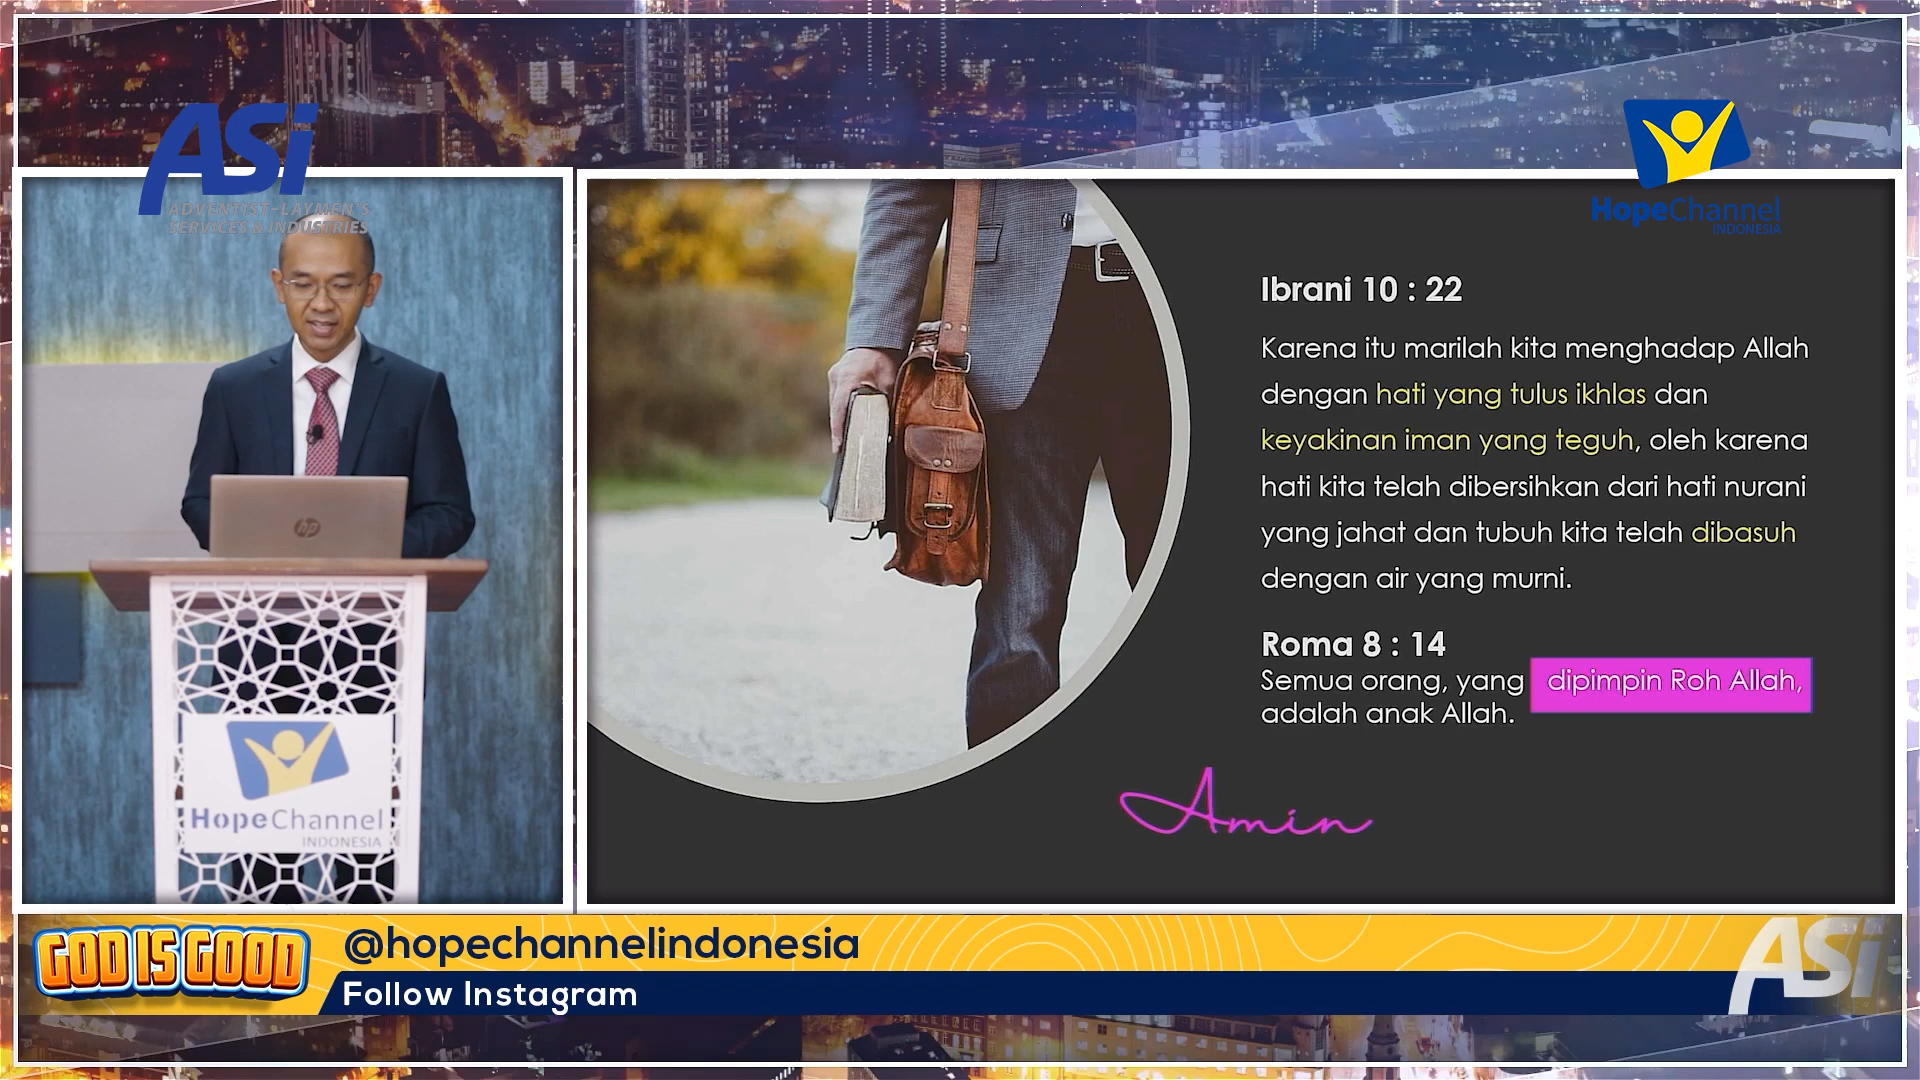 ASi
ADVENTIST-LAYMEN'S
SERVICES & INDUSTRIES
HopeChannel
INDONESIA
Ibrani 10 : 22
Karena itu marilah kita menghadap Allah
dengan hati yang tulus ikhlas dan
keyakinan iman yang teguh, oleh karena
hati kita telah dibersihkan dari hati nurani
yang jahat dan tubuh kita telah dibasuh
dengan air yang murni.
Roma 8 : 14
Semua orang, yang dipimpin Roh Allah,
adalah anak Allah.
Amin
hp
HopeChannel
INDONESIA
GOD IS GOOD
@hopechannelindonesia
Follow Instagram
ASi